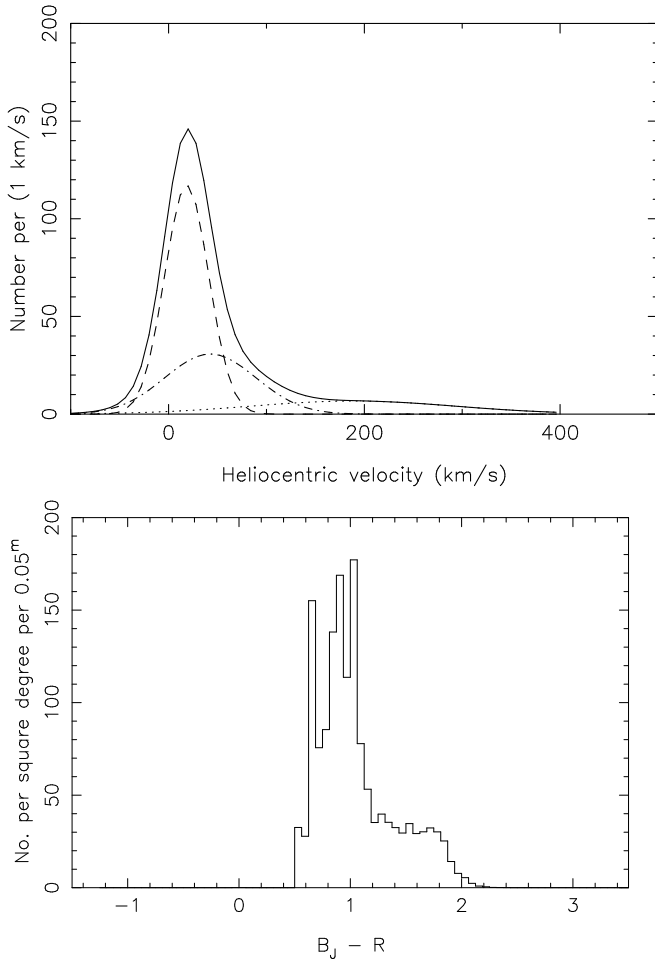 200
150
100
50
0
Number per (1 km/s)
0 200 400
Heliocentric velocity (km/s)
200
150
100
50
0
No. per square degree per 0.05ᵐ
−1 0 1 2 3
B_J − R